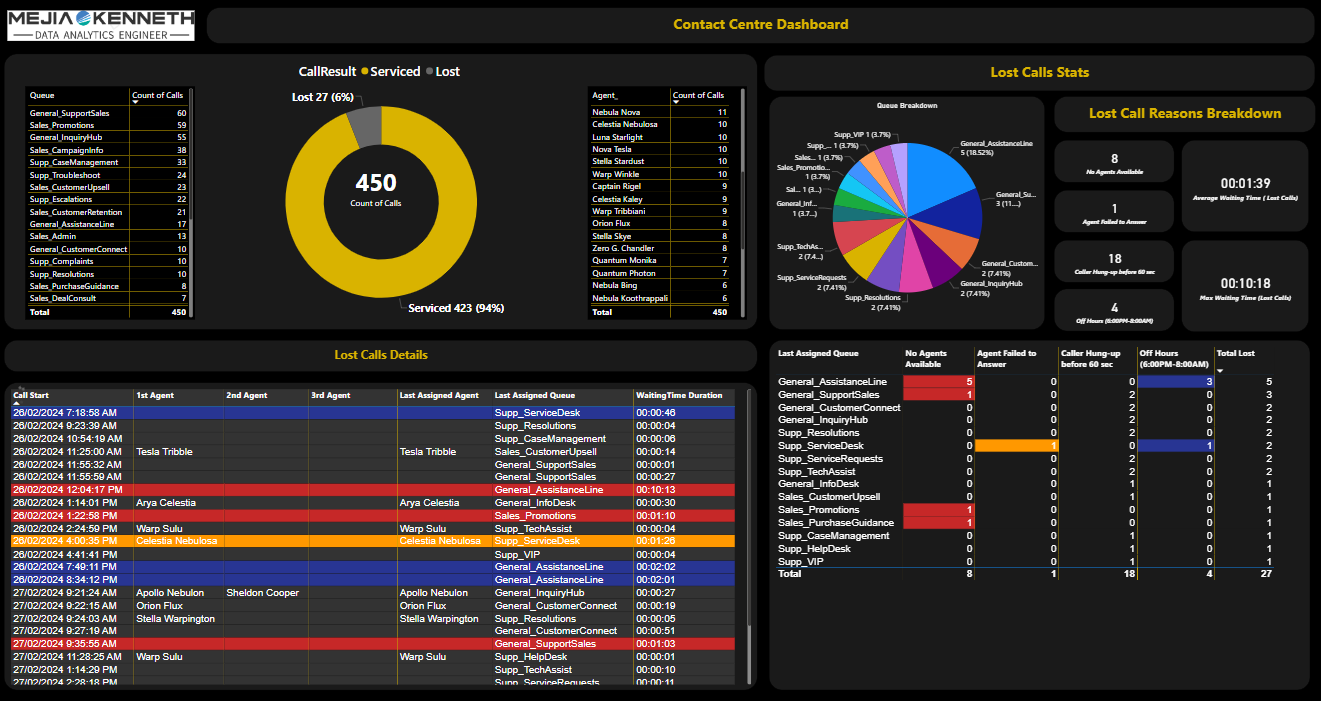 MEJIA KENNETH
DATA ANALYTICS ENGINEER
Contact Centre Dashboard
CallResult Serviced Lost
Lost 27 (6%)
450
Count of Calls
Serviced 423 (94%)
Queue Count of Calls
General_SupportSales 60
Sales_Promotions 59
General_InquiryHub 55
Sales_CampaignInfo 38
Supp_CaseManagement 33
Supp_Troubleshoot 24
Sales_CustomerUpsell 23
Supp_Escalations 22
Sales_CustomerRetention 21
General_AssistanceLine 17
Sales_Admin 13
General_CustomerConnect 10
Supp_Complaints 10
Supp_Resolutions 10
Sales_PurchaseGuidance 8
Sales_DealConsult 7
Total 450
Agent_ Count of Calls
Nebula Nova 11
Celestia Nebulosa 10
Luna Starlight 10
Nova Tesla 10
Stella Stardust 10
Warp Winkle 10
Captain Rigel 9
Celestia Kaley 9
Warp Tribbiani 9
Orion Flux 8
Stella Skye 8
Zero G. Chandler 8
Quantum Monika 7
Quantum Photon 7
Nebula Bing 6
Nebula Koothrappali 6
Total 450
Lost Calls Stats
Queue Breakdown
General_AssistanceLine
5 (18.52%)
General_Su...
3 (11....)
General_Custom...
2 (7.41%)
General_InquiryHub
2 (7.41%)
Supp_Resolutions
2 (7.41%)
Supp_ServiceRequests
2 (7.41%)
Supp_TechAs...
2 (7.4...)
General_Inf...
1 (3.7...)
Sal... 1 (3...)
Sales_Promotio...
1 (3.7%)
Sales... 1 (3.7%)
Supp_... 1 (3.7%)
Supp_VIP 1 (3.7%)
Lost Call Reasons Breakdown
8
No Agents Available
1
Agent Failed to Answer
18
Caller Hung-up before 60 sec
4
Off Hours (6:00PM-8:00AM)
00:01:39
Average Waiting Time ( Lost Calls)
00:10:18
Max Waiting Time (Lost Calls)
Lost Calls Details
Call Start 1st Agent 2nd Agent 3rd Agent Last Assigned Agent Last Assigned Queue WaitingTime Duration
26/02/2024 7:18:58 AM Supp_ServiceDesk 00:00:46
26/02/2024 9:23:39 AM Supp_Resolutions 00:00:04
26/02/2024 10:54:19 AM Supp_CaseManagement 00:00:06
26/02/2024 11:25:00 AM Tesla Tribble Tesla Tribble Sales_CustomerUpsell 00:00:14
26/02/2024 11:55:32 AM General_SupportSales 00:00:01
26/02/2024 11:55:59 AM General_SupportSales 00:00:27
26/02/2024 12:04:17 PM General_AssistanceLine 00:10:13
26/02/2024 1:14:01 PM Arya Celestia Arya Celestia General_InfoDesk 00:00:30
26/02/2024 1:22:58 PM Sales_Promotions 00:01:10
26/02/2024 2:24:59 PM Warp Sulu Warp Sulu Supp_TechAssist 00:00:04
26/02/2024 4:00:35 PM Celestia Nebulosa Celestia Nebulosa Supp_ServiceDesk 00:01:26
26/02/2024 4:41:41 PM Supp_VIP 00:00:04
26/02/2024 7:49:11 PM General_AssistanceLine 00:02:02
26/02/2024 8:34:12 PM General_AssistanceLine 00:02:01
27/02/2024 9:21:24 AM Apollo Nebulon Sheldon Cooper Apollo Nebulon General_InquiryHub 00:00:27
27/02/2024 9:22:15 AM Orion Flux Orion Flux General_CustomerConnect 00:00:19
27/02/2024 9:24:03 AM Stella Warpington Stella Warpington Supp_Resolutions 00:00:05
27/02/2024 9:27:19 AM General_CustomerConnect 00:00:51
27/02/2024 9:35:55 AM General_SupportSales 00:01:03
27/02/2024 11:28:25 AM Warp Sulu Warp Sulu Supp_HelpDesk 00:00:01
27/02/2024 1:14:29 PM Supp_TechAssist 00:00:10
27/02/2024 2:28:18 PM Supp_ServiceRequests 00:00:11
Last Assigned Queue No Agents Available Agent Failed to Answer Caller Hung-up before 60 sec Off Hours (6:00PM-8:00AM) Total Lost
General_AssistanceLine 5 0 0 3 5
General_SupportSales 1 0 2 0 3
General_CustomerConnect 0 0 2 0 2
General_InquiryHub 0 0 2 0 2
Supp_Resolutions 0 0 2 0 2
Supp_ServiceDesk 0 1 0 1 2
Supp_ServiceRequests 0 0 2 0 2
Supp_TechAssist 0 0 2 0 2
General_InfoDesk 0 0 1 0 1
Sales_CustomerUpsell 0 0 1 0 1
Sales_Promotions 1 0 0 0 1
Sales_PurchaseGuidance 1 0 0 0 1
Supp_CaseManagement 0 0 1 0 1
Supp_HelpDesk 0 0 1 0 1
Supp_VIP 0 0 1 0 1
Total 8 1 18 4 27